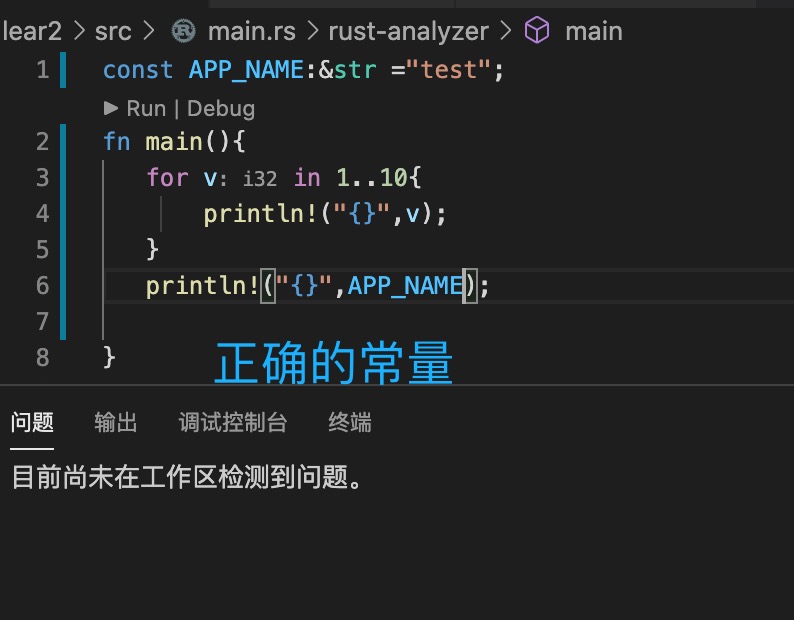 lear2 > src > main.rs > rust-analyzer > main
1 const APP_NAME:&str ="test";
▶ Run | Debug
2 fn main(){
3 for v: i32 in 1..10{
4 println!("{}",v);
5 }
6 println!("{}",APP_NAME);
7
8 }
正确的常量
问题 输出 调试控制台 终端
目前尚未在工作区检测到问题。